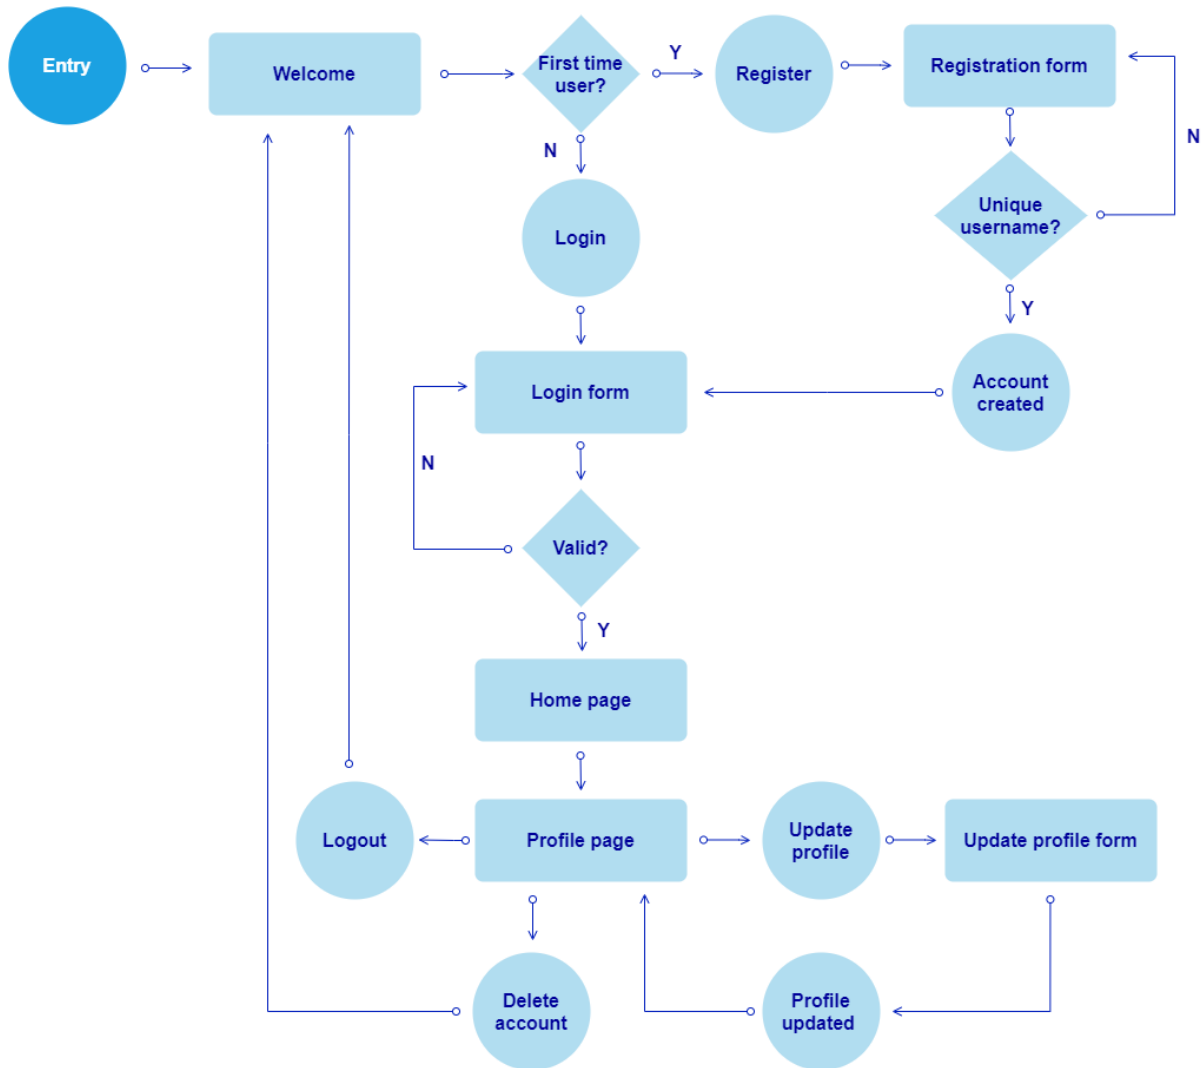 Entry
Welcome
First time
user?
Y
Register
Registration form
N
N
Login
Unique
username?
Y
Login form
Account
created
N
Valid?
Y
Home page
Logout
Profile page
Update
profile
Update profile form
Delete
account
Profile
updated